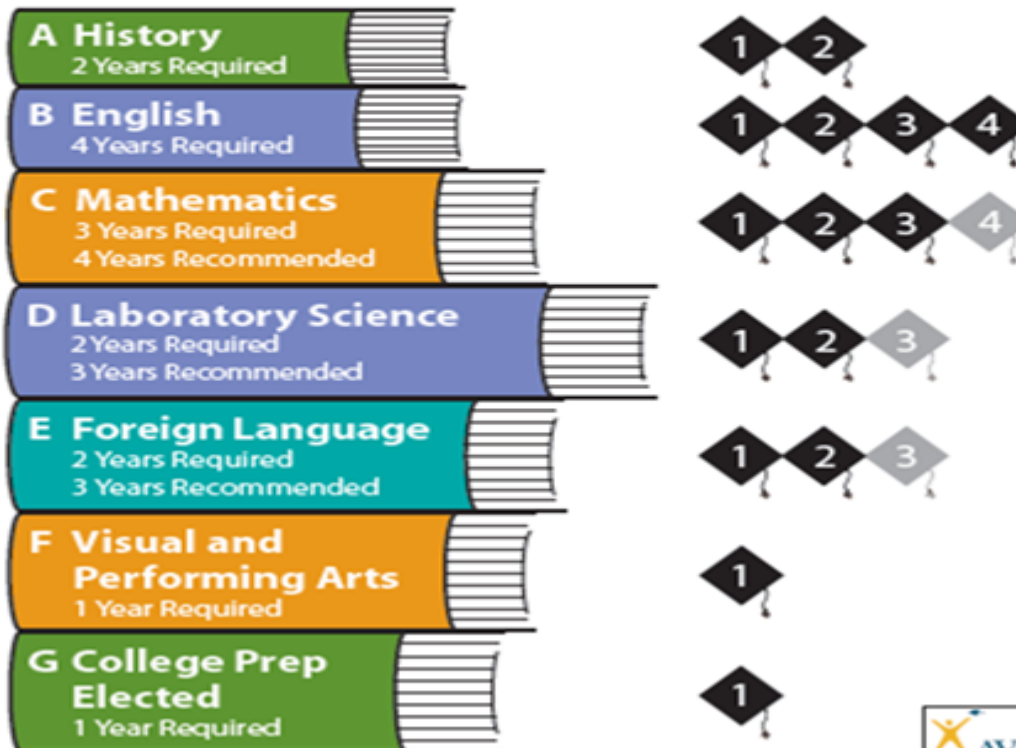 A History
2 Years Required
1 2
B English
4 Years Required
1 2 3 4
C Mathematics
3 Years Required
4 Years Recommended
1 2 3 4
D Laboratory Science
2 Years Required
3 Years Recommended
1 2 3
E Foreign Language
2 Years Required
3 Years Recommended
1 2 3
F Visual and
Performing Arts
1 Year Required
1
G College Prep
Elected
1 Year Required
1